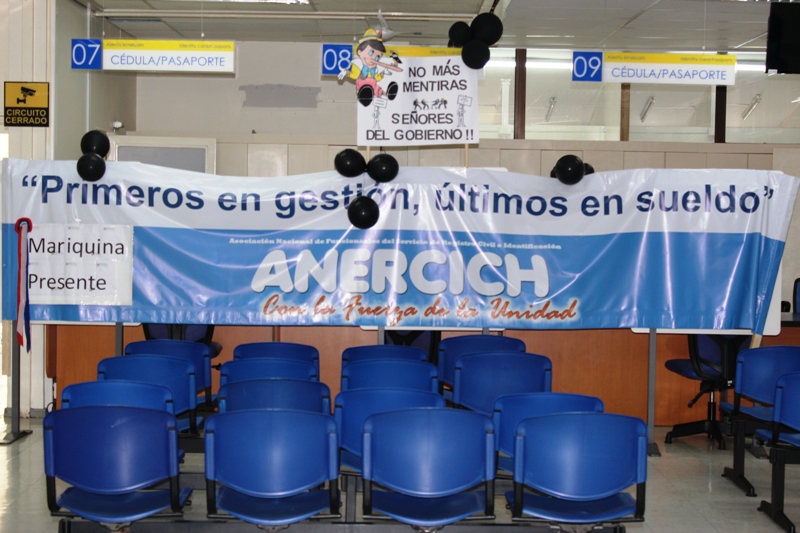 07
CÉDULA/PASAPORTE
08
09
CÉDULA/PASAPORTE
CIRCUITO
CERRADO
NO MÁS
MENTIRAS
SEÑORES
DEL GOBIERNO !!
“Primeros en gestión, últimos en sueldo”
Asociación Nacional de Funcionarios del Servicio de Registro Civil e Identificación
ANERCICH
Con la Fuerza de la Unidad
Mariquina
Presente